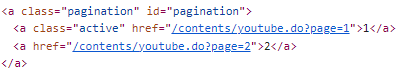 <a class="pagination" id="pagination">
<a class="active" href="/contents/youtube.do?page=1">1</a>
<a href="/contents/youtube.do?page=2">2</a>
</a>